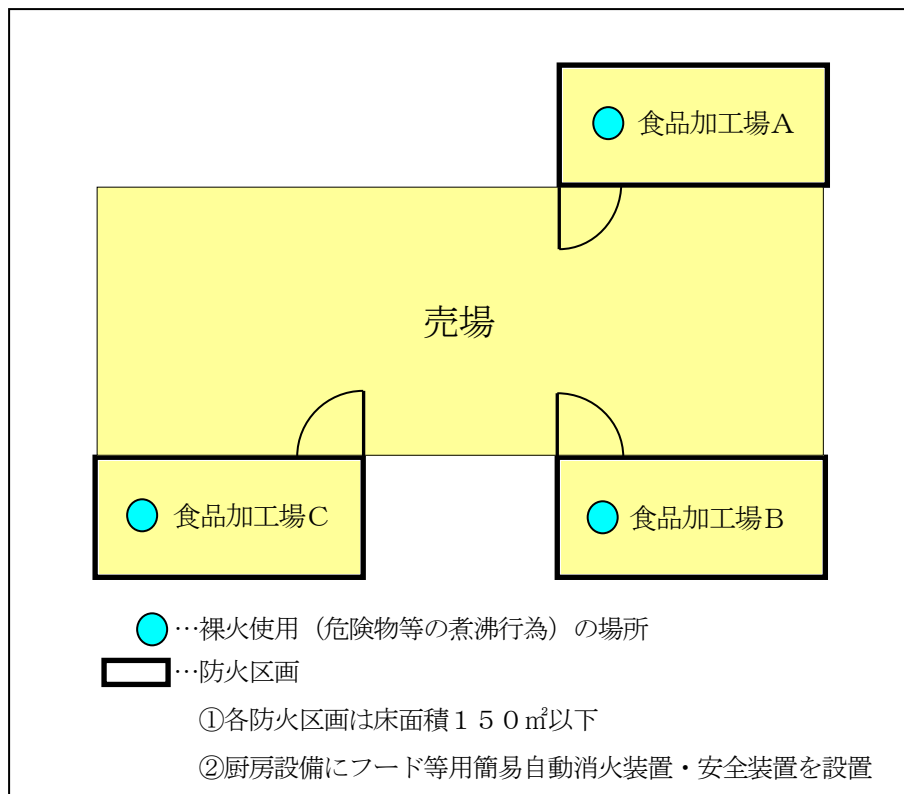 食品加工場Ａ
売場
食品加工場Ｃ
食品加工場Ｂ
…裸火使用（危険物等の煮沸行為）の場所
…防火区画
①各防火区画は床面積１５０㎡以下
②厨房設備にフード等用簡易自動消火装置・安全装置を設置